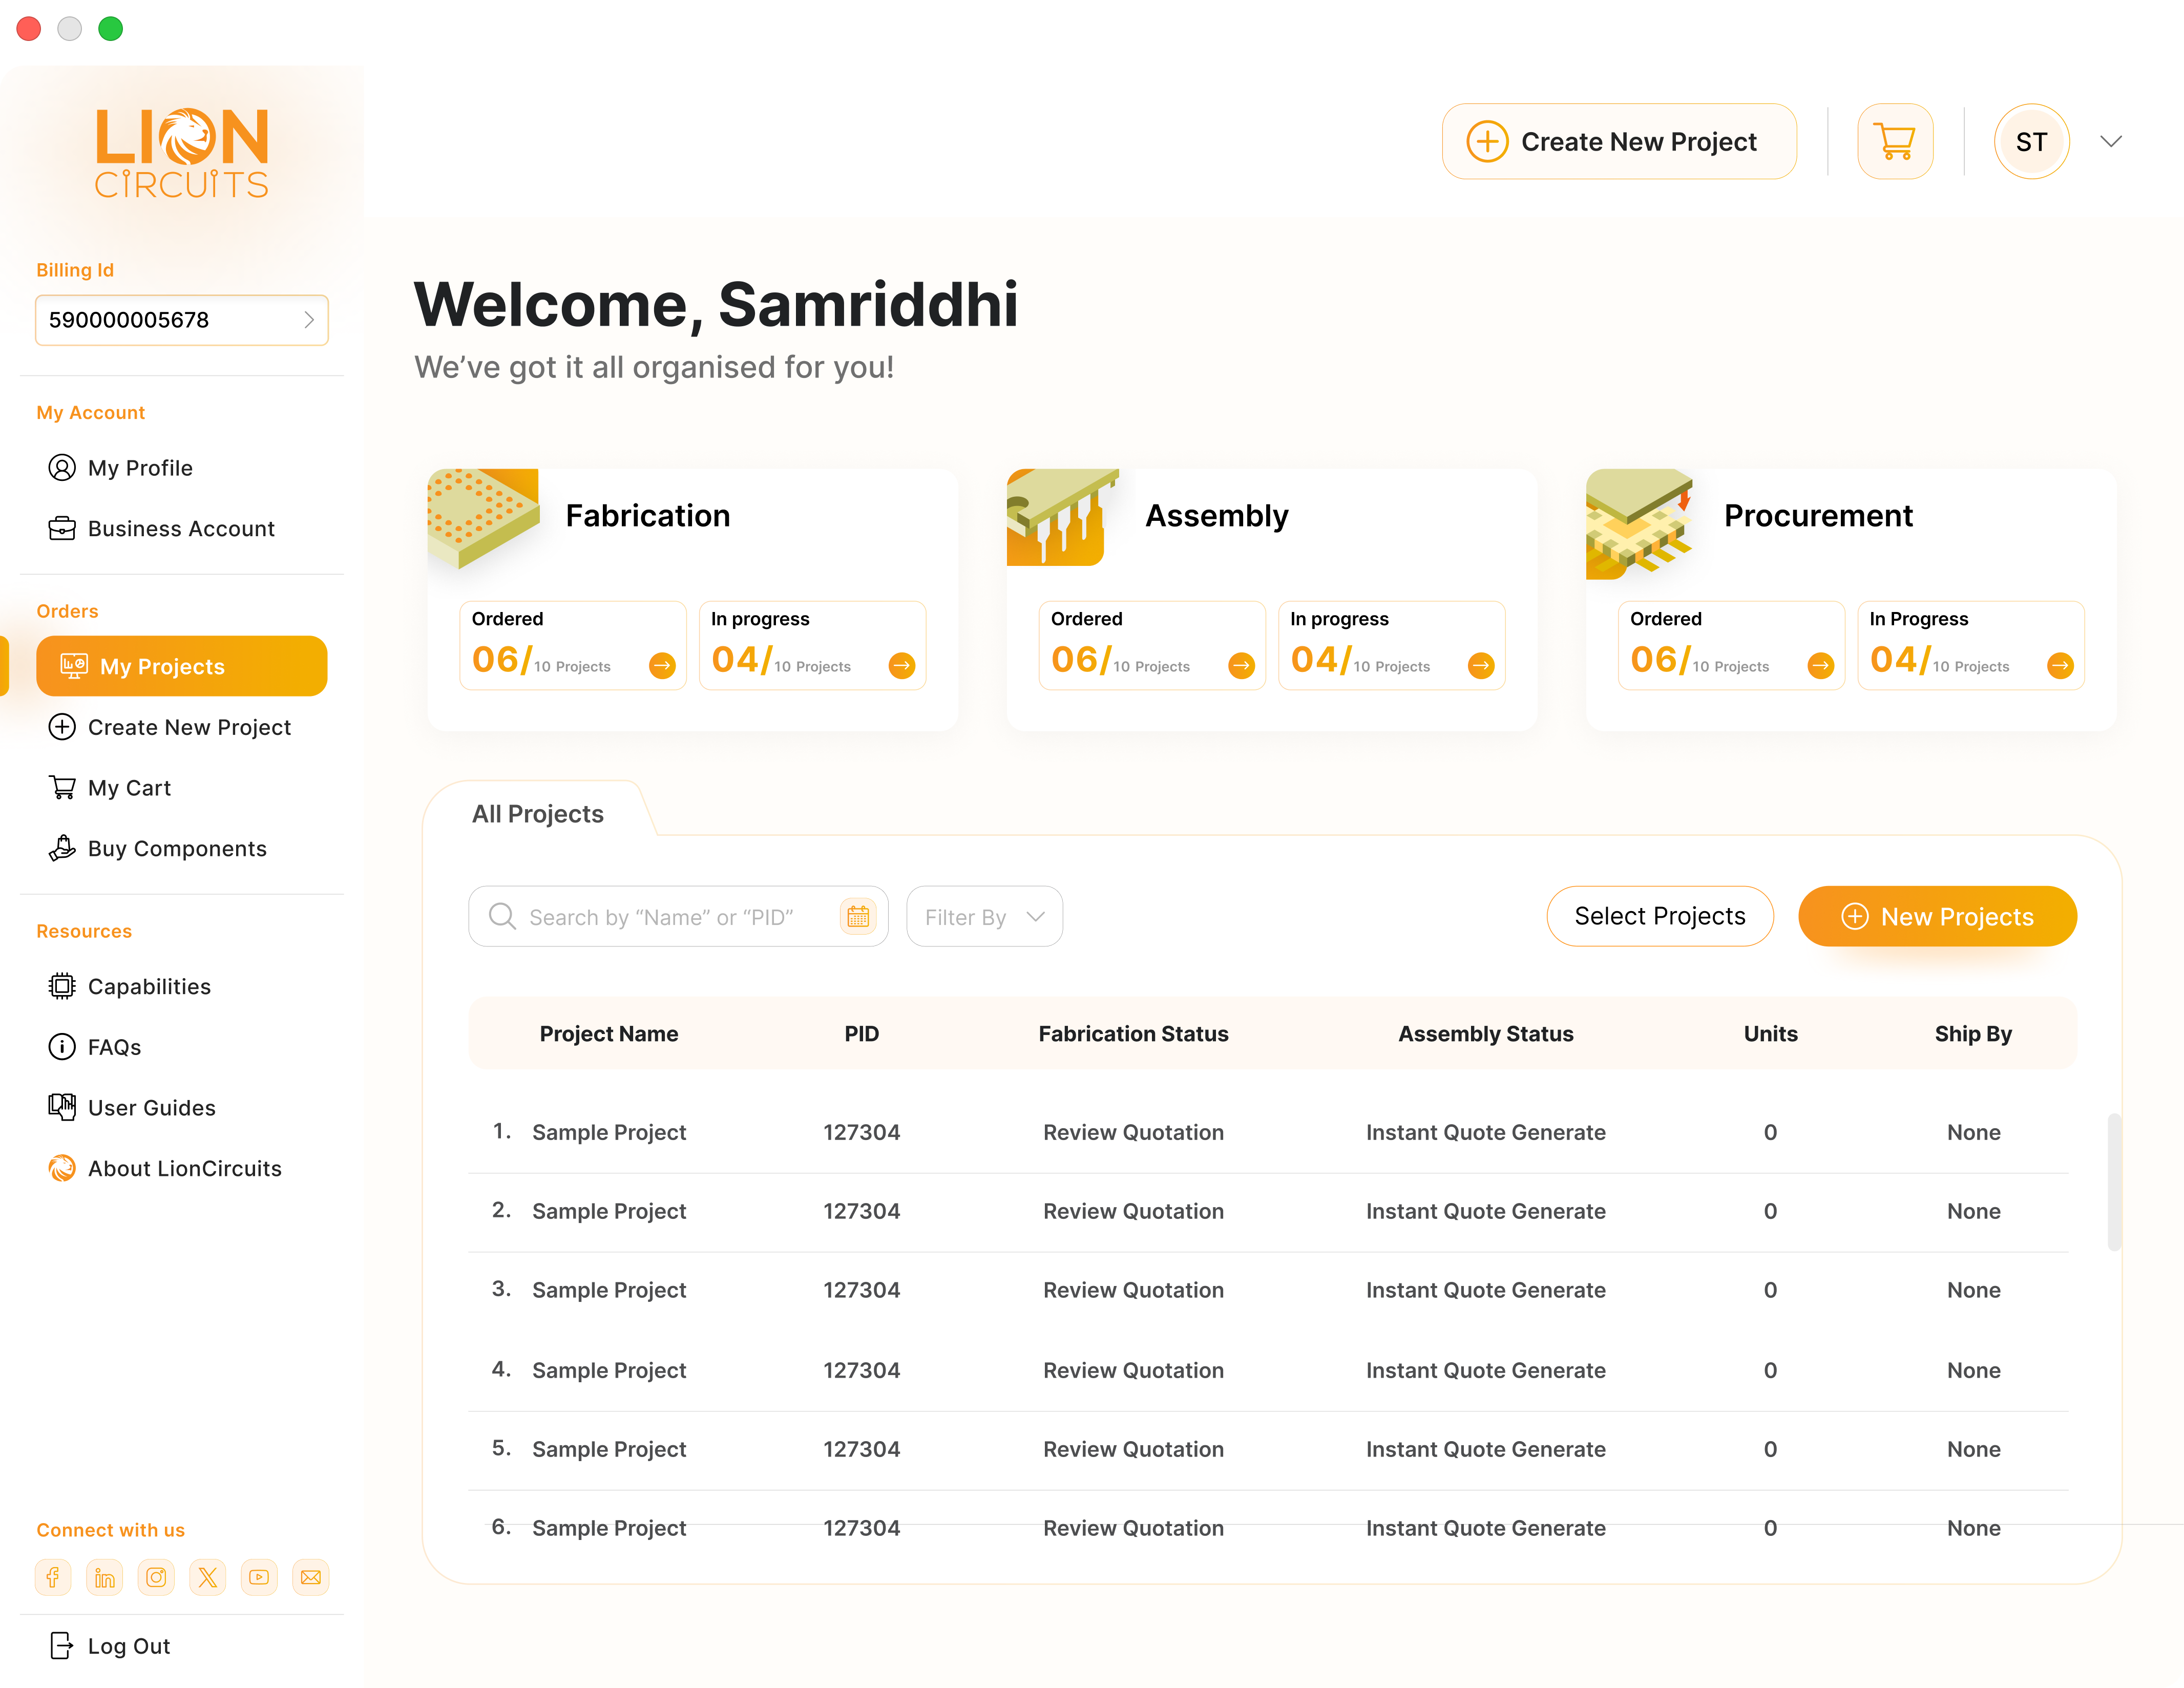 LION
CIRCUITS
Create New Project
ST
Billing Id
590000005678
My Account
My Profile
Business Account
Orders
My Projects
Create New Project
My Cart
Buy Components
Resources
Capabilities
FAQs
User Guides
About LionCircuits
Connect with us
Log Out
Welcome, Samriddhi
We’ve got it all organised for you!
Fabrication
Ordered
06/10 Projects
In progress
04/10 Projects
Assembly
Ordered
06/10 Projects
In progress
04/10 Projects
Procurement
Ordered
06/10 Projects
In Progress
04/10 Projects
All Projects
Search by “Name” or “PID”
Filter By
Select Projects
New Projects
Project Name PID Fabrication Status Assembly Status Units Ship By
1. Sample Project 127304 Review Quotation Instant Quote Generate 0 None
2. Sample Project 127304 Review Quotation Instant Quote Generate 0 None
3. Sample Project 127304 Review Quotation Instant Quote Generate 0 None
4. Sample Project 127304 Review Quotation Instant Quote Generate 0 None
5. Sample Project 127304 Review Quotation Instant Quote Generate 0 None
6. Sample Project 127304 Review Quotation Instant Quote Generate 0 None